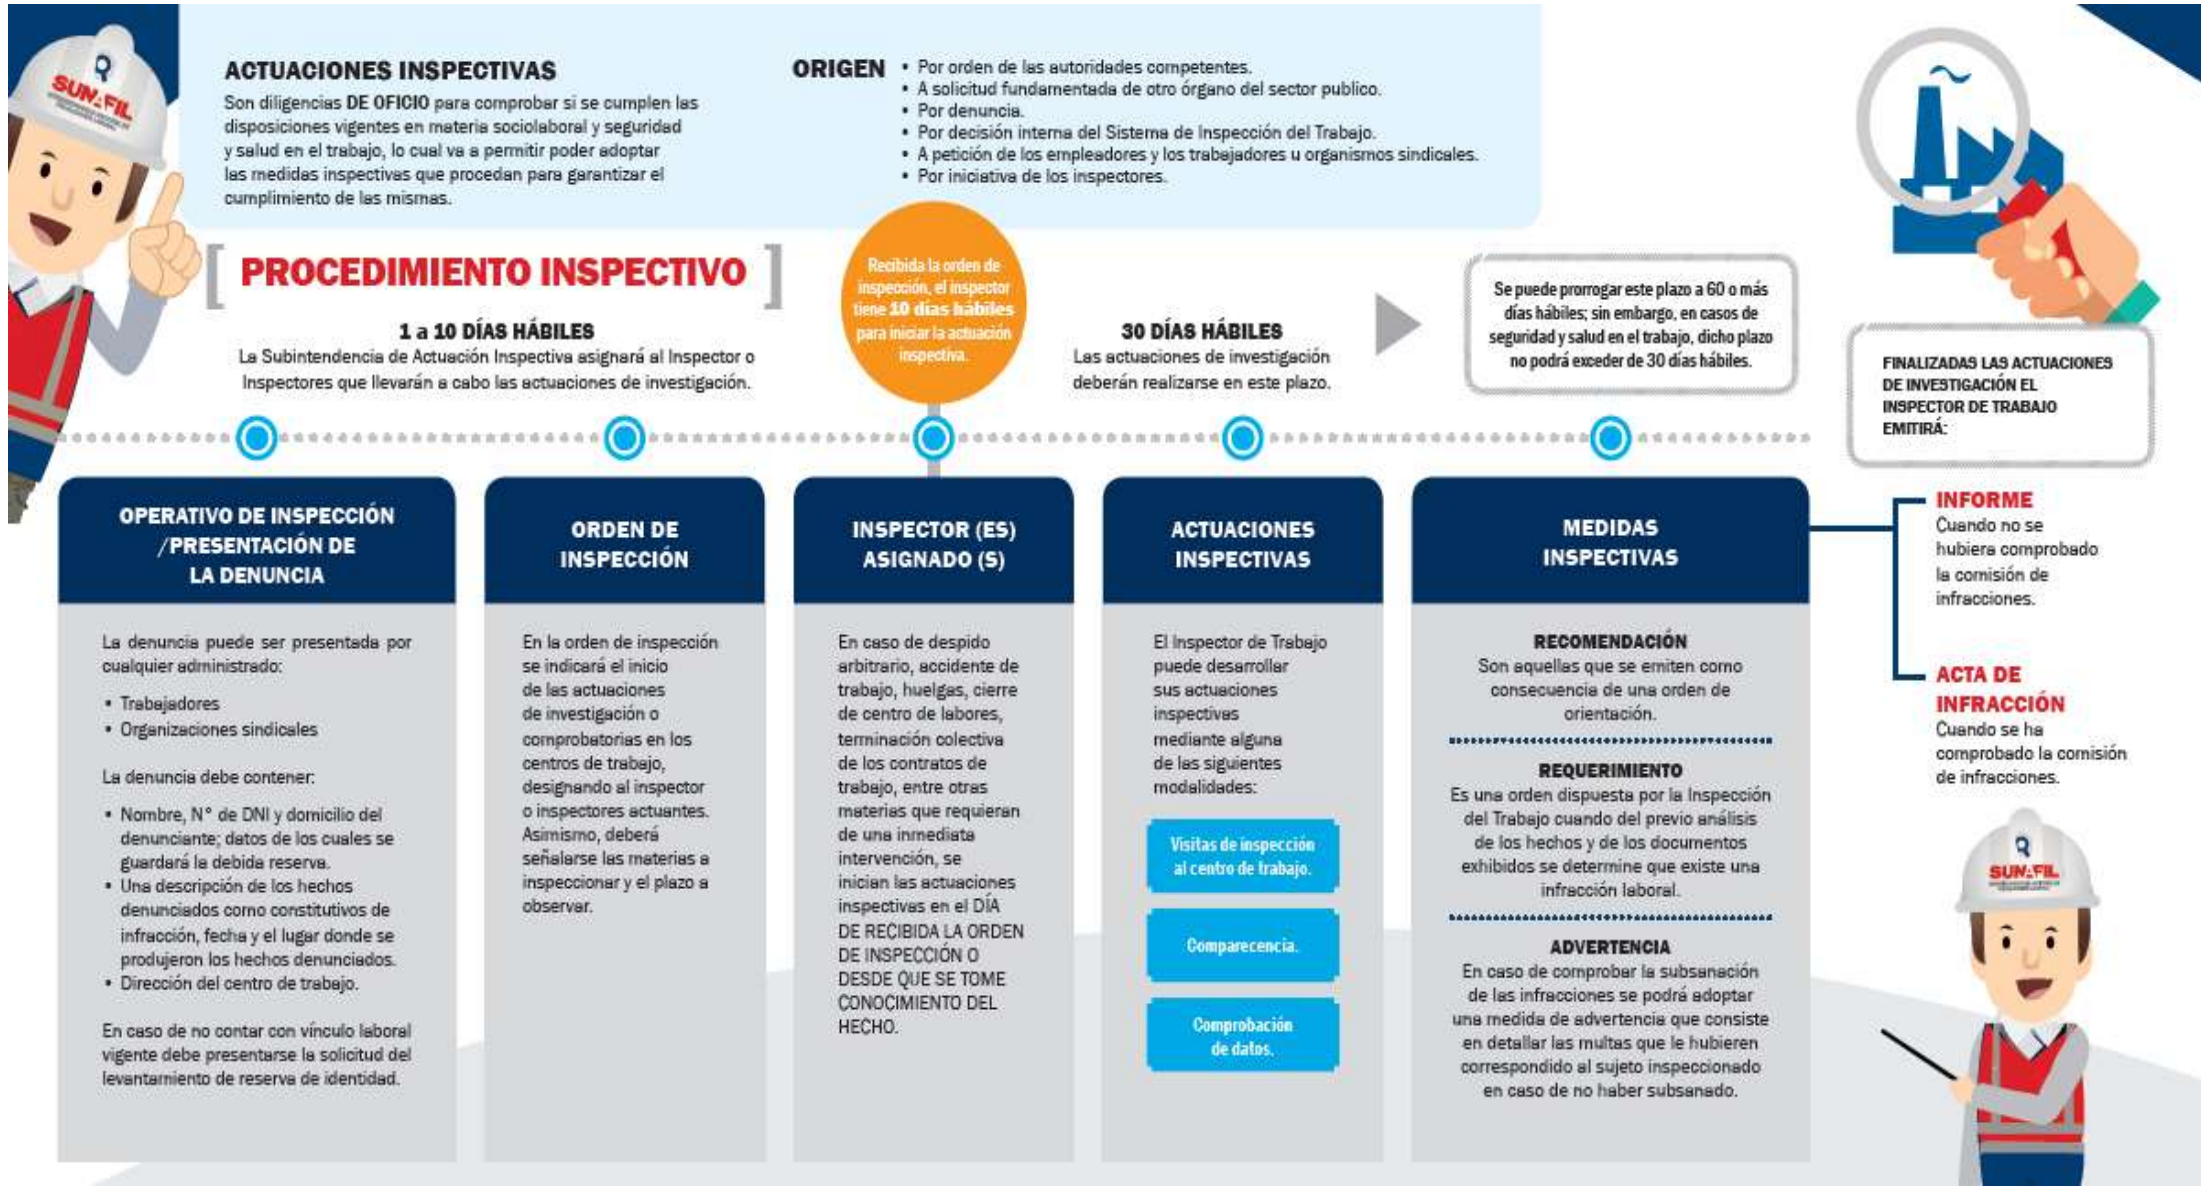 SUNAFIL
ACTUACIONES INSPECTIVAS
Son diligencias DE OFICIO para comprobar si se cumplen las
disposiciones vigentes en materia sociolaboral y seguridad
y salud en el trabajo, lo cual va a permitir poder adoptar
las medidas inspectivas que procedan para garantizar el
cumplimiento de las mismas.
ORIGEN
• Por orden de las autoridades competentes.
• A solicitud fundamentada de otro órgano del sector publico.
• Por denuncia.
• Por decisión interna del Sistema de Inspección del Trabajo.
• A petición de los empleadores y los trabajadores u organismos sindicales.
• Por iniciativa de los inspectores.
[ PROCEDIMIENTO INSPECTIVO ]
1 a 10 DÍAS HÁBILES
La Subintendencia de Actuación Inspectiva asignará al Inspector o
Inspectores que llevarán a cabo las actuaciones de investigación.
Recibida la orden de
inspección, el inspector
tiene 10 días hábiles
para iniciar la actuación
inspectiva.
30 DÍAS HÁBILES
Las actuaciones de investigación
deberán realizarse en este plazo.
Se puede prorrogar este plazo a 60 o más
días hábiles; sin embargo, en casos de
seguridad y salud en el trabajo, dicho plazo
no podrá exceder de 30 días hábiles.
FINALIZADAS LAS ACTUACIONES
DE INVESTIGACIÓN EL
INSPECTOR DE TRABAJO
EMITIRÁ:
OPERATIVO DE INSPECCIÓN
/PRESENTACIÓN DE
LA DENUNCIA
La denuncia puede ser presentada por
cualquier administrado:
• Trabajadores
• Organizaciones sindicales
La denuncia debe contener:
• Nombre, N° de DNI y domicilio del
denunciante; datos de los cuales se
guardará la debida reserva.
• Una descripción de los hechos
denunciados como constitutivos de
infracción, fecha y el lugar donde se
produjeron los hechos denunciados.
• Dirección del centro de trabajo.
En caso de no contar con vínculo laboral
vigente debe presentarse la solicitud del
levantamiento de reserva de identidad.
ORDEN DE
INSPECCIÓN
En la orden de inspección
se indicará el inicio
de las actuaciones
de investigación o
comprobatorias en los
centros de trabajo,
designando al inspector
o inspectores actuantes.
Asimismo, deberá
señalarse las materias a
inspeccionar y el plazo a
observar.
INSPECTOR (ES)
ASIGNADO (S)
En caso de despido
arbitrario, accidente de
trabajo, huelgas, cierre
de centro de labores,
terminación colectiva
de los contratos de
trabajo, entre otras
materias que requieran
de una inmediata
intervención, se
inician las actuaciones
inspectivas en el DÍA
DE RECIBIDA LA ORDEN
DE INSPECCIÓN O
DESDE QUE SE TOME
CONOCIMIENTO DEL
HECHO.
ACTUACIONES
INSPECTIVAS
El Inspector de Trabajo
puede desarrollar
sus actuaciones
inspectivas
mediante alguna
de las siguientes
modalidades:
Visitas de inspección
al centro de trabajo.
Comparecencia.
Comprobación
de datos.
MEDIDAS
INSPECTIVAS
RECOMENDACIÓN
Son aquellas que se emiten como
consecuencia de una orden de
orientación.
REQUERIMIENTO
Es una orden dispuesta por la Inspección
del Trabajo cuando del previo análisis
de los hechos y de los documentos
exhibidos se determine que existe una
infracción laboral.
ADVERTENCIA
En caso de comprobar la subsanación
de las infracciones se podrá adoptar
una medida de advertencia que consiste
en detallar las multas que le hubieren
correspondido al sujeto inspeccionado
en caso de no haber subsanado.
INFORME
Cuando no se
hubiera comprobado
la comisión de
infracciones.
ACTA DE
INFRACCIÓN
Cuando se ha
comprobado la comisión
de infracciones.
SUNAFIL